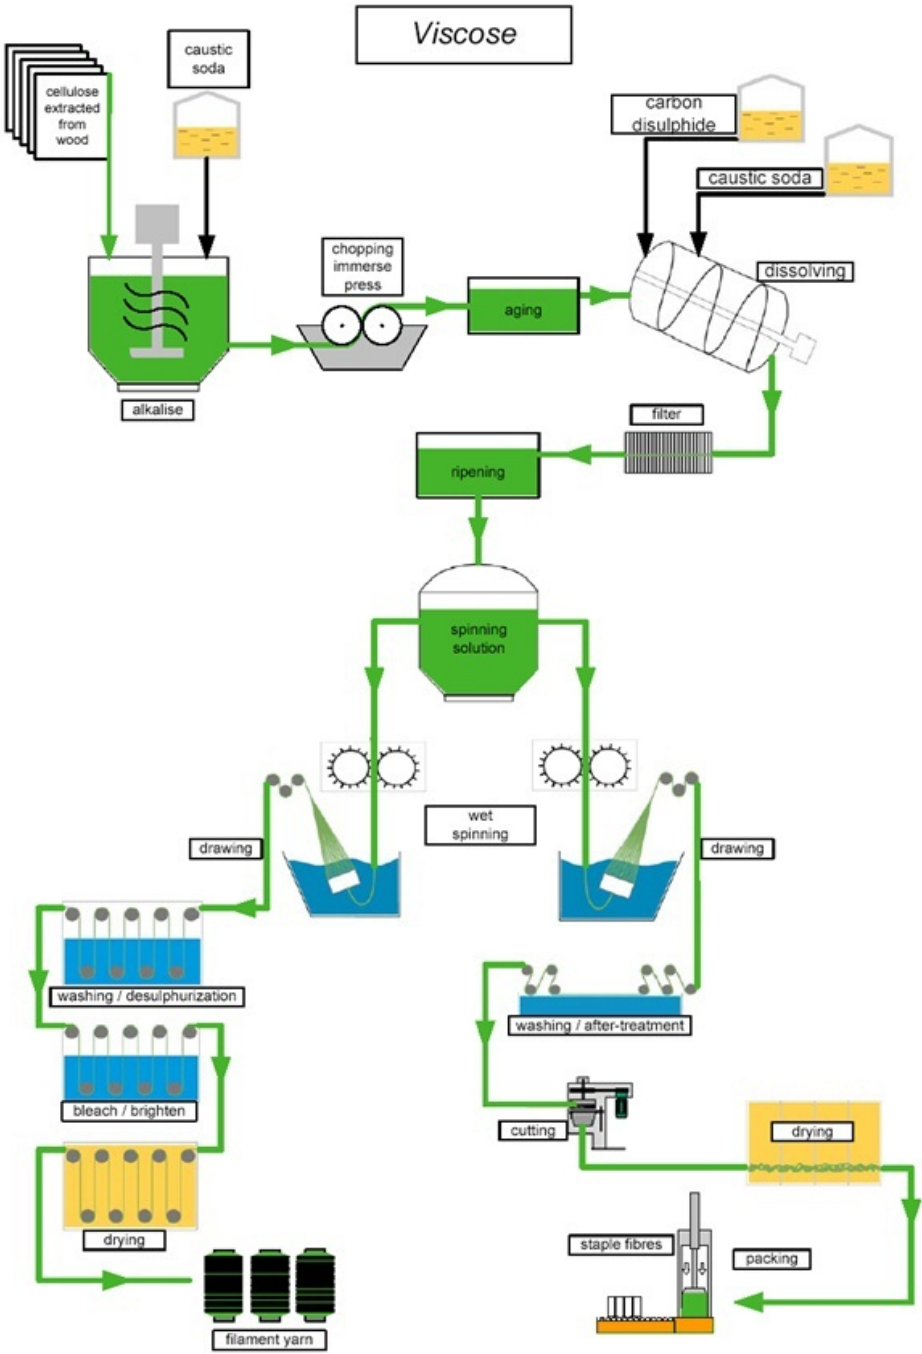 Viscose
caustic
soda
cellulose
extracted
from
wood
carbon
disulphide
caustic soda
chopping
immerse
press
dissolving
aging
alkalise
filter
ripening
spinning
solution
wet
spinning
drawing
drawing
washing / desulphurization
washing / after-treatment
bleach / brighten
cutting
drying
drying
staple fibres
packing
filament yarn